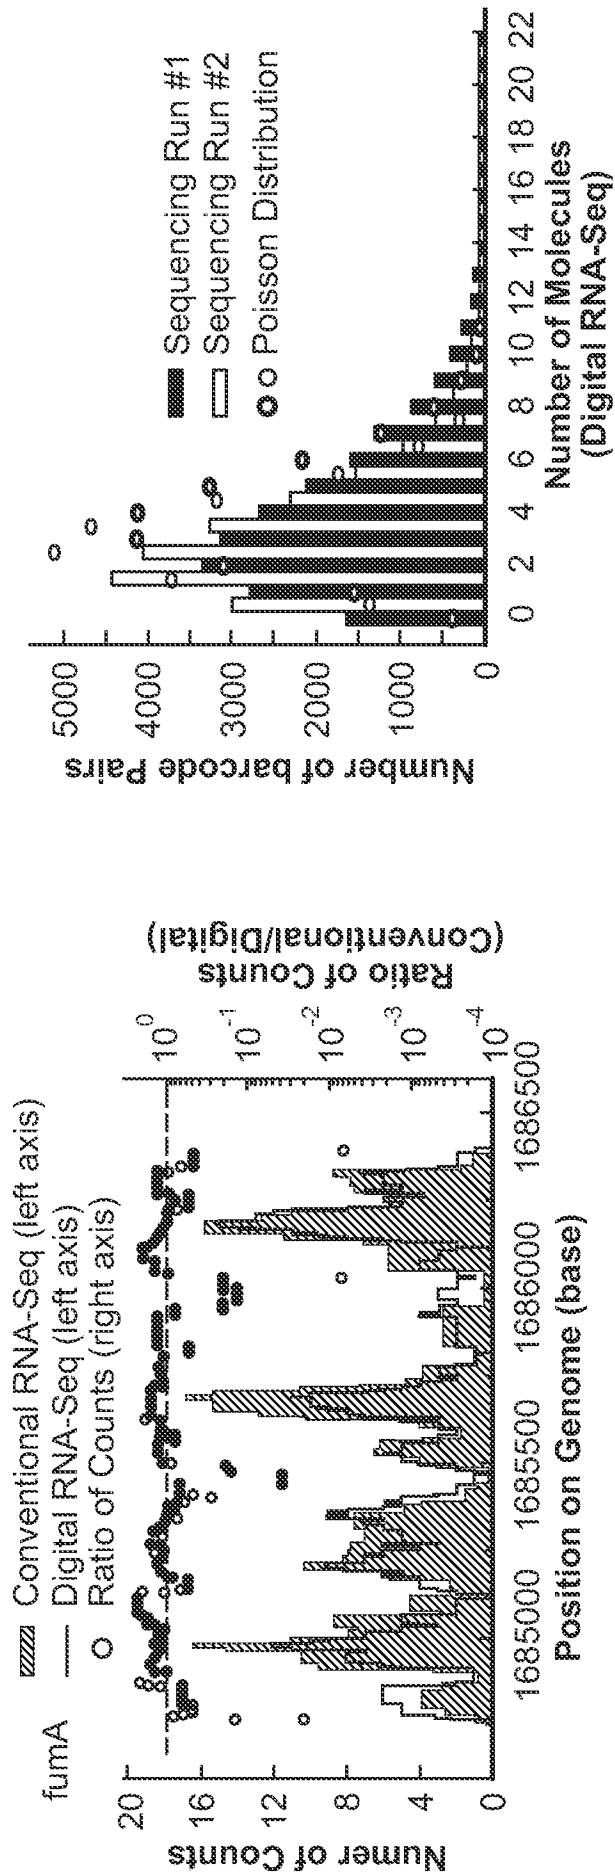 fumA
Conventional RNA-Seq (left axis)
Digital RNA-Seq (left axis)
Ratio of Counts (right axis)
Numer of Counts
20
16
12
8
4
0
1685000
1685500
1686000
1686500
Position on Genome (base)
10^0
10^-1
10^-2
10^-3
10^-4
Ratio of Counts
(Conventional/Digital)
Number of barcode Pairs
5000
4000
3000
2000
1000
0
0 2 4 6 8 10 12 14 16 18 20 22
Number of Molecules
(Digital RNA-Seq)
Sequencing Run #1
Sequencing Run #2
Poisson Distribution